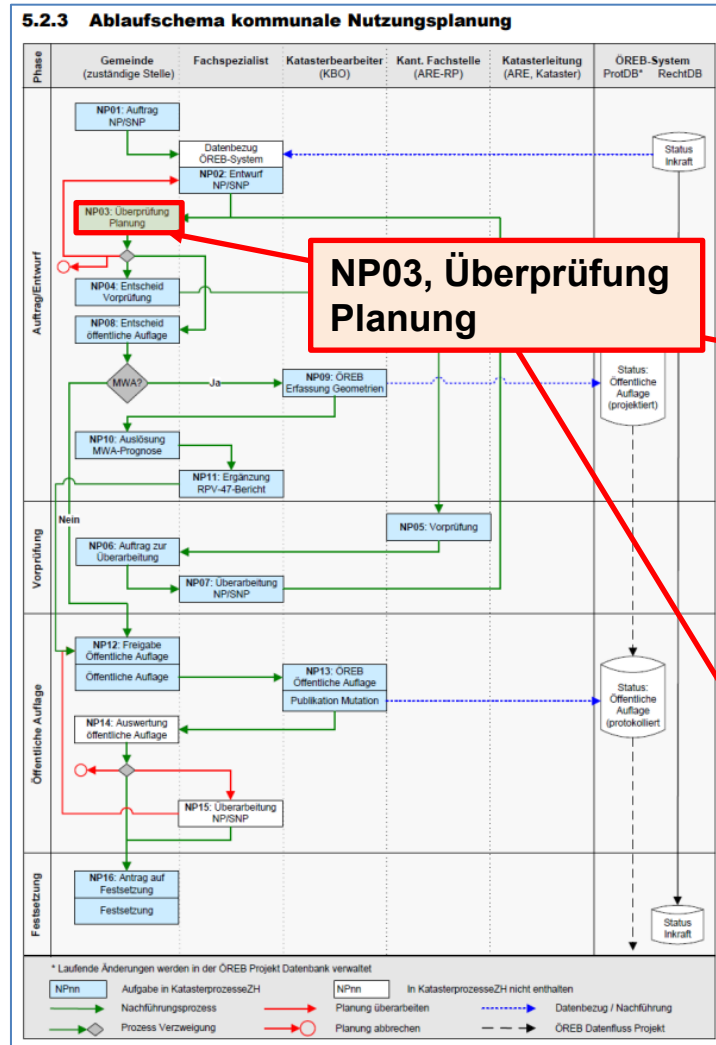 5.2.3 Ablaufschema kommunale Nutzungsplanung
Phase
Gemeinde
(zuständige Stelle)
Fachspezialist
Katasterbearbeiter
(KBO)
Kant. Fachstelle
(ARE-RP)
Katasterleitung
(ARE, Kataster)
ÖREB-System
ProtDB* RechtDB
Auftrag/Entwurf
NP01: Auftrag
NP/SNP
Datenbezug
ÖREB-System
NP02: Entwurf
NP/SNP
Status
Inkraft
NP03: Überprüfung
Planung
NP03, Überprüfung
Planung
NP04: Entscheid
Vorprüfung
NP08: Entscheid
öffentliche Auflage
MWA?
Ja
NP09: ÖREB
Erfassung Geometrien
Status:
Öffentliche
Auflage
(projektiert)
NP10: Auslösung
MWA-Prognose
NP11: Ergänzung
RPV-47-Bericht
Nein
Vorprüfung
NP05: Vorprüfung
NP06: Auftrag zur
Überarbeitung
NP07: Überarbeitung
NP/SNP
Öffentliche Auflage
NP12: Freigabe
Öffentliche Auflage
Öffentliche Auflage
NP13: ÖREB
Öffentliche Auflage
Publikation Mutation
Status:
Öffentliche
Auflage
(protokolliert
NP14: Auswertung
öffentliche Auflage
NP15: Überarbeitung
NP/SNP
Festsetzung
NP16: Antrag auf
Festsetzung
Festsetzung
Status
Inkraft
* Laufende Änderungen werden in der ÖREB Projekt Datenbank verwaltet
NPnn Aufgabe in KatasterprozesseZH NPnn In KatasterprozesseZH nicht enthalten
Nachführungsprozess Planung überarbeiten Datenbezug / Nachführung
Prozess Verzweigung Planung abbrechen ÖREB Datenfluss Projekt